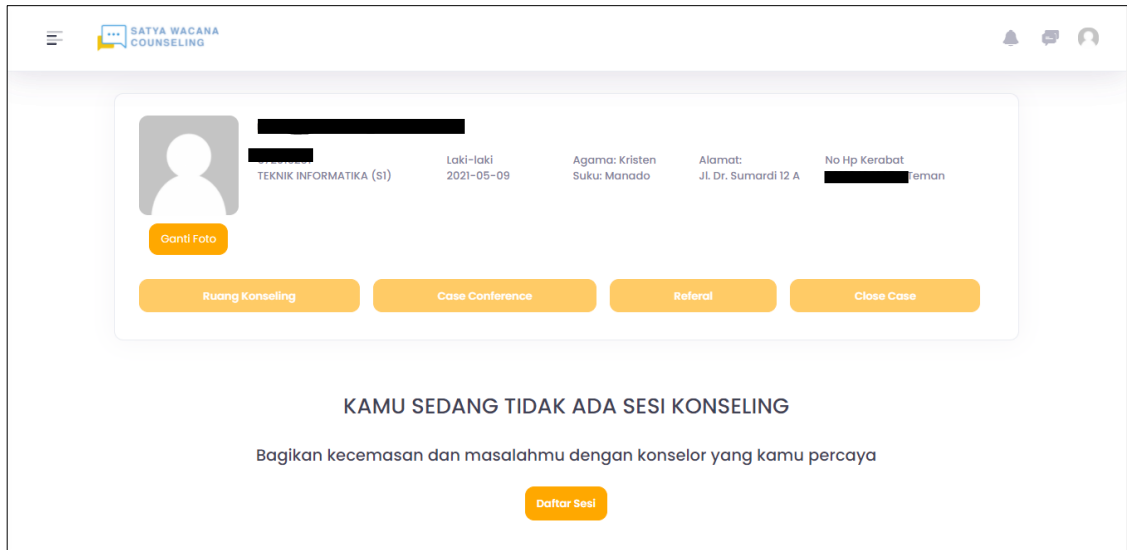 SATYA WACANA
COUNSELING
Laki-laki
Agama: Kristen
Alamat:
No Hp Kerabat
TEKNIK INFORMATIKA (S1)
2021-05-09
Suku: Manado
Jl. Dr. Sumardi 12 A
Teman
Ganti Foto
Ruang Konseling
Case Conference
Referal
Close Case
KAMU SEDANG TIDAK ADA SESI KONSELING
Bagikan kecemasan dan masalahmu dengan konselor yang kamu percaya
Daftar Sesi